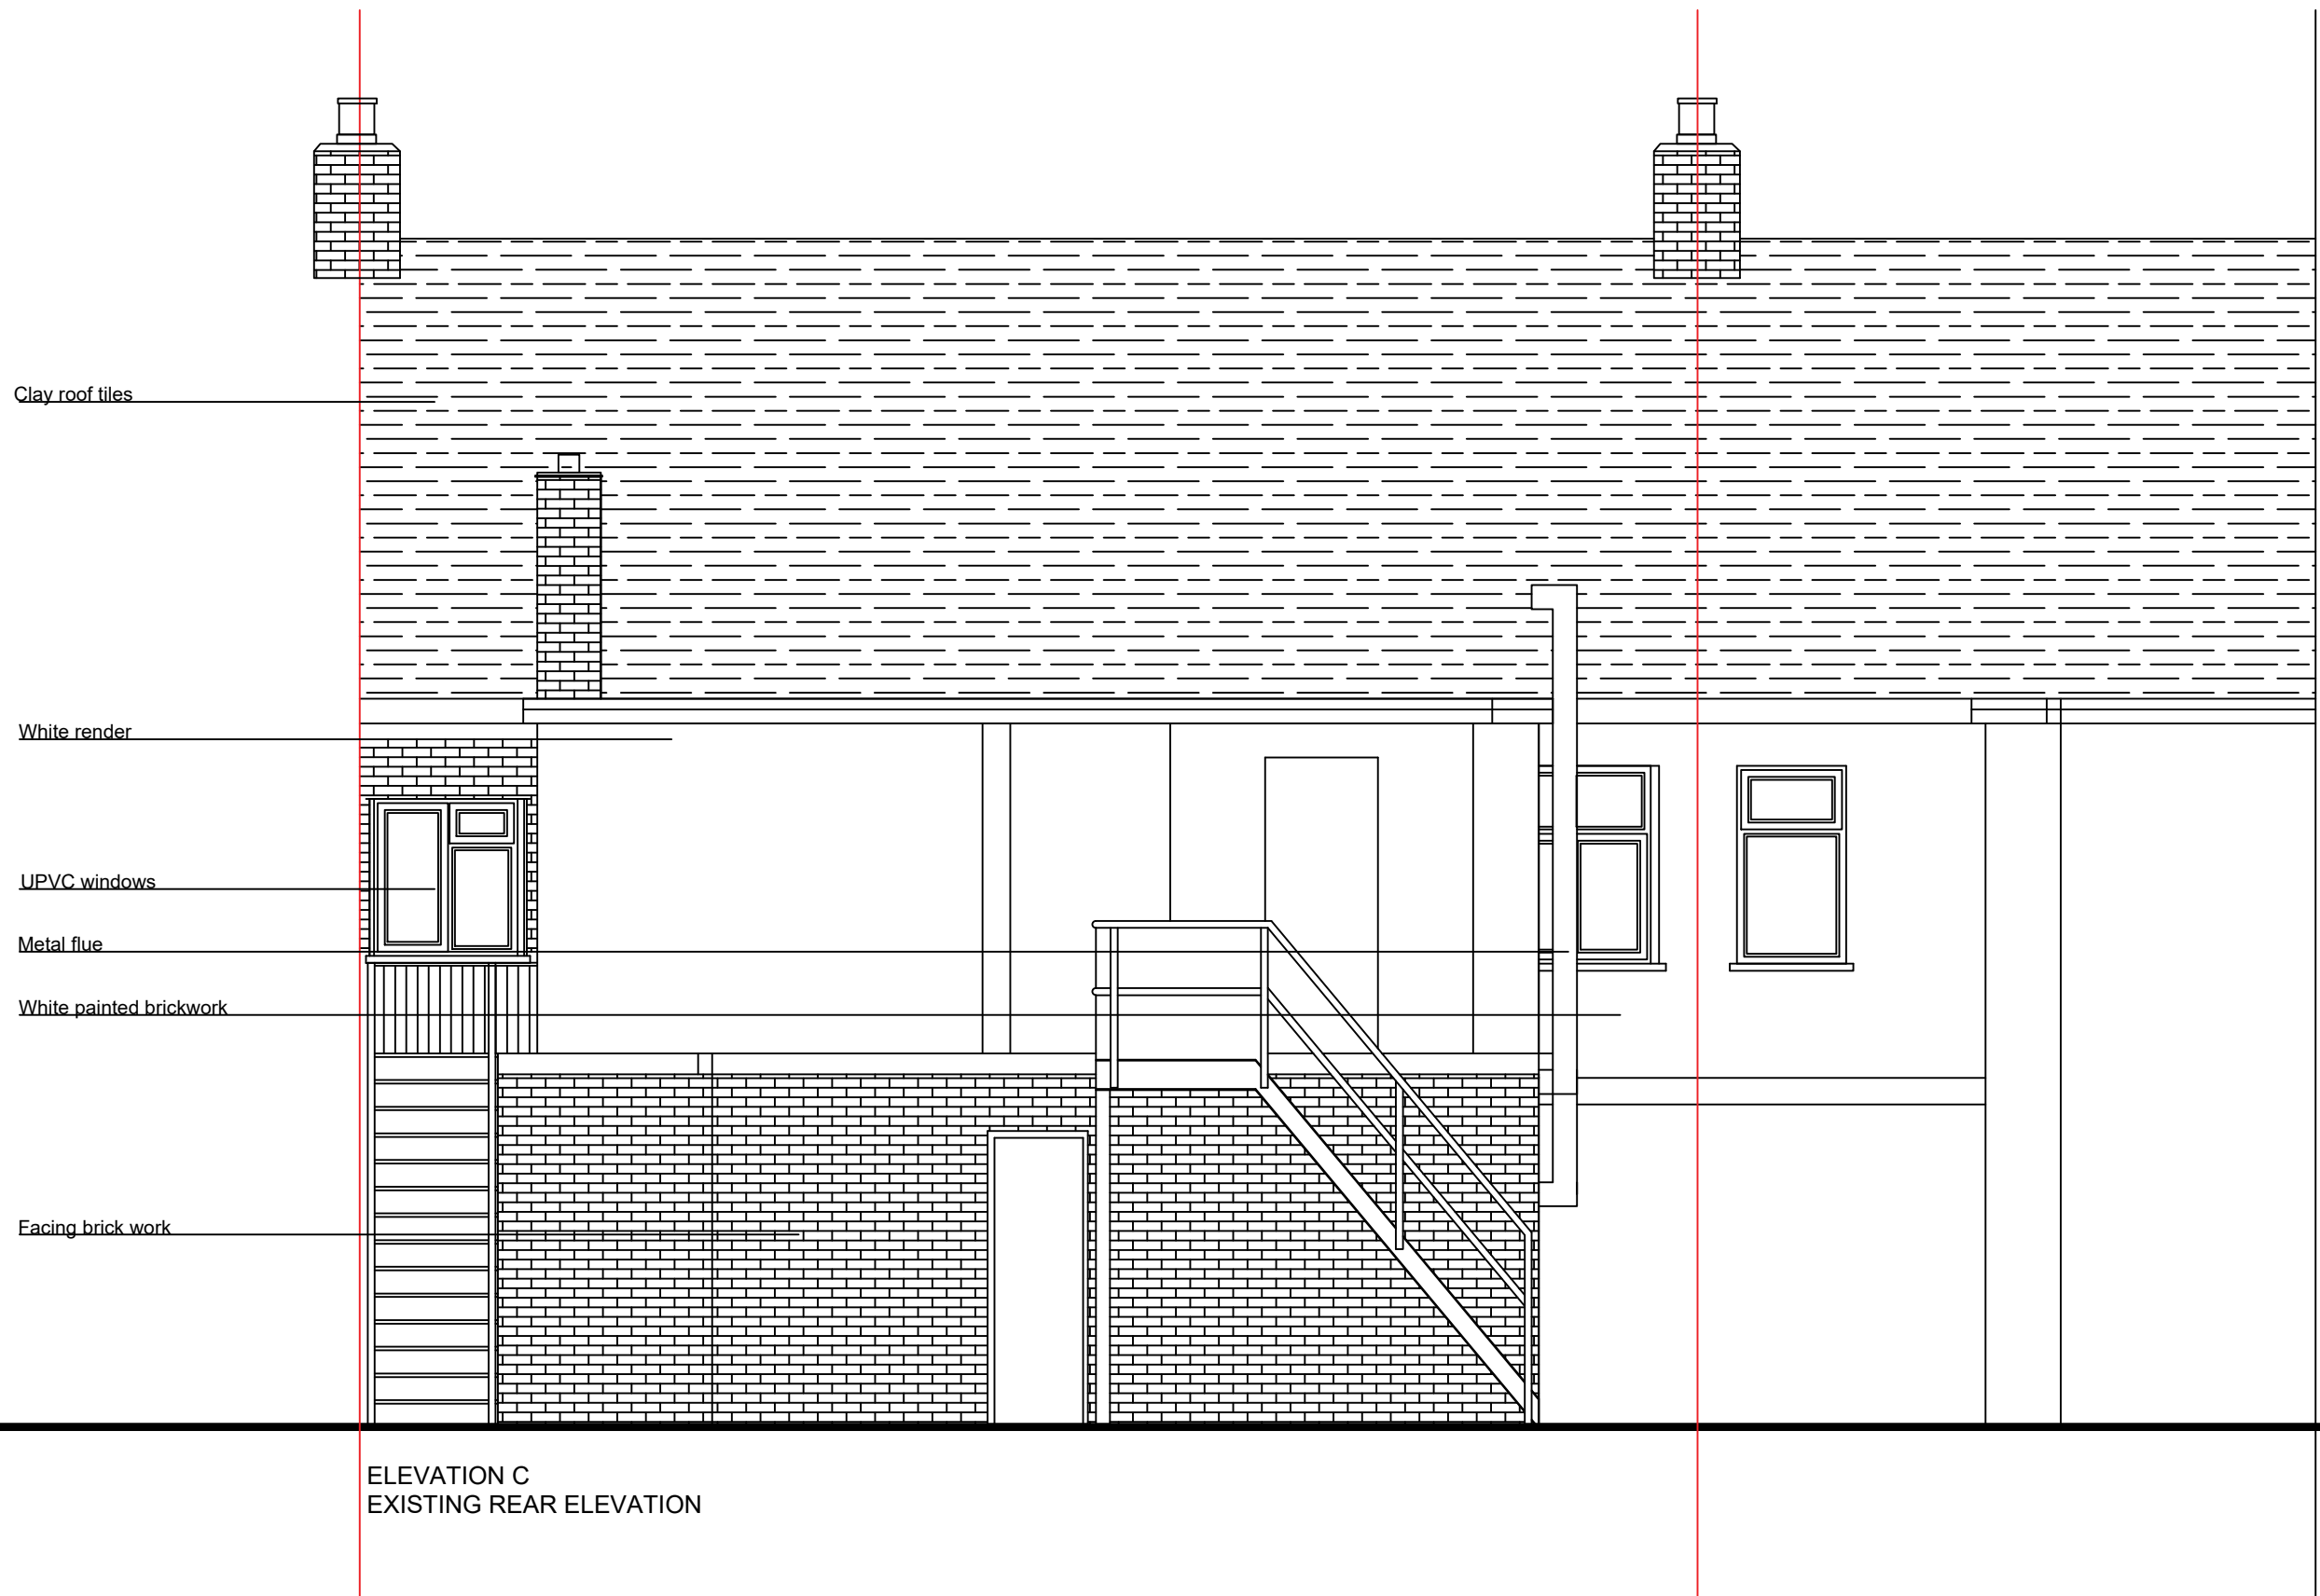 Clay roof tiles
White render
UPVC windows
Metal flue
White painted brickwork
Facing brick work
ELEVATION C
EXISTING REAR ELEVATION